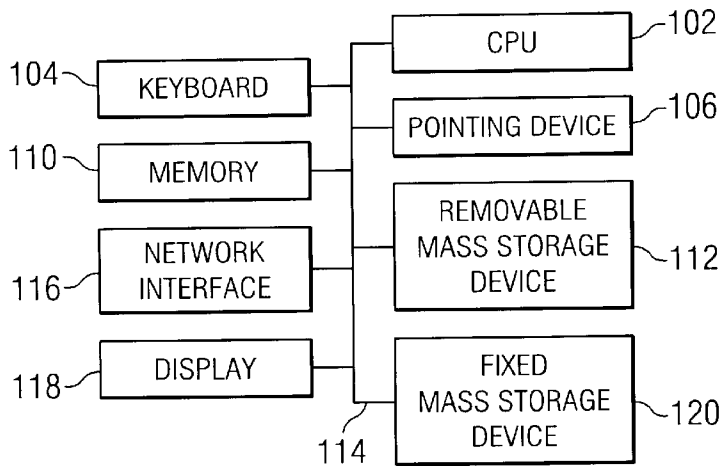 CPU
102
104
KEYBOARD
POINTING DEVICE
106
110
MEMORY
REMOVABLE
MASS STORAGE
DEVICE
112
116
NETWORK
INTERFACE
118
DISPLAY
FIXED
MASS STORAGE
DEVICE
120
114